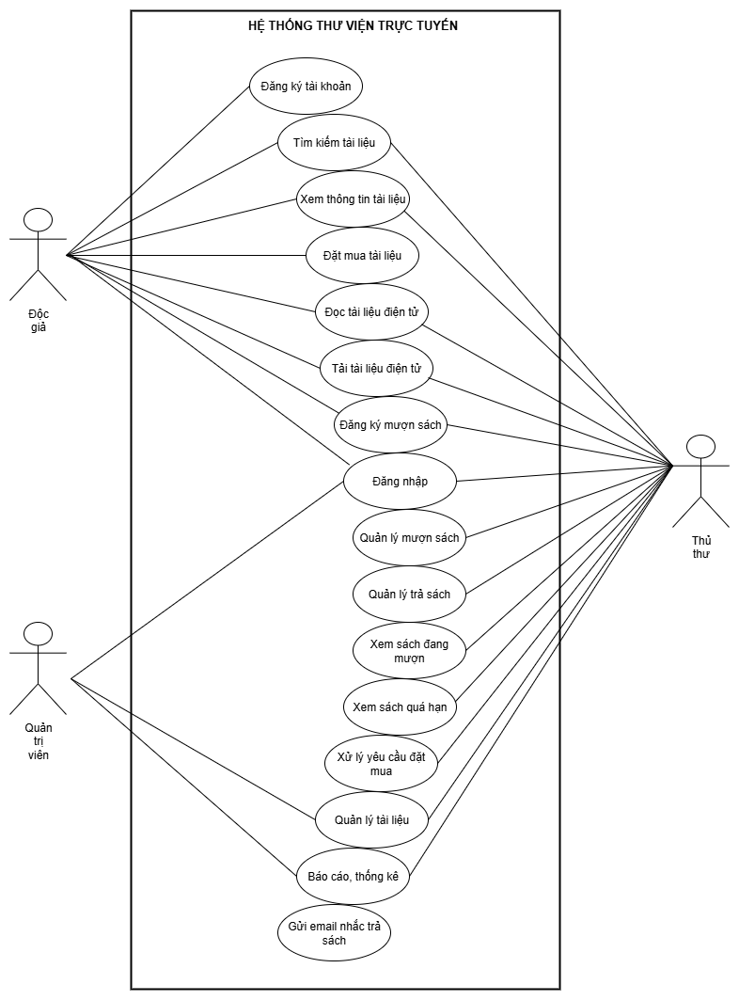 HỆ THỐNG THƯ VIỆN TRỰC TUYẾN
Đăng ký tài khoản
Tìm kiếm tài liệu
Xem thông tin tài liệu
Đặt mua tài liệu
Đọc tài liệu điện tử
Tải tài liệu điện tử
Đăng ký mượn sách
Đăng nhập
Quản lý mượn sách
Quản lý trả sách
Xem sách đang
mượn
Xem sách quá hạn
Xử lý yêu cầu đặt
mua
Quản lý tài liệu
Báo cáo, thống kê
Gửi email nhắc trả
sách
Độc
giả
Quản
trị
viên
Thủ
thư